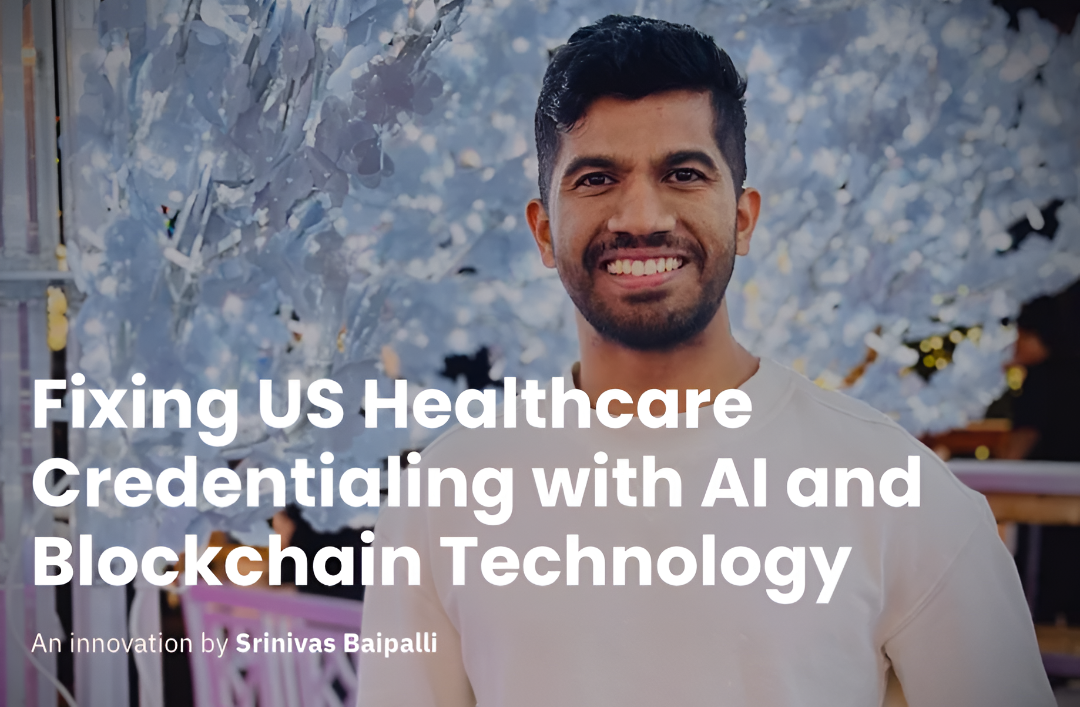 Fixing US Healthcare
Credentialing with AI and
Blockchain Technology
An innovation by Srinivas Baipalli